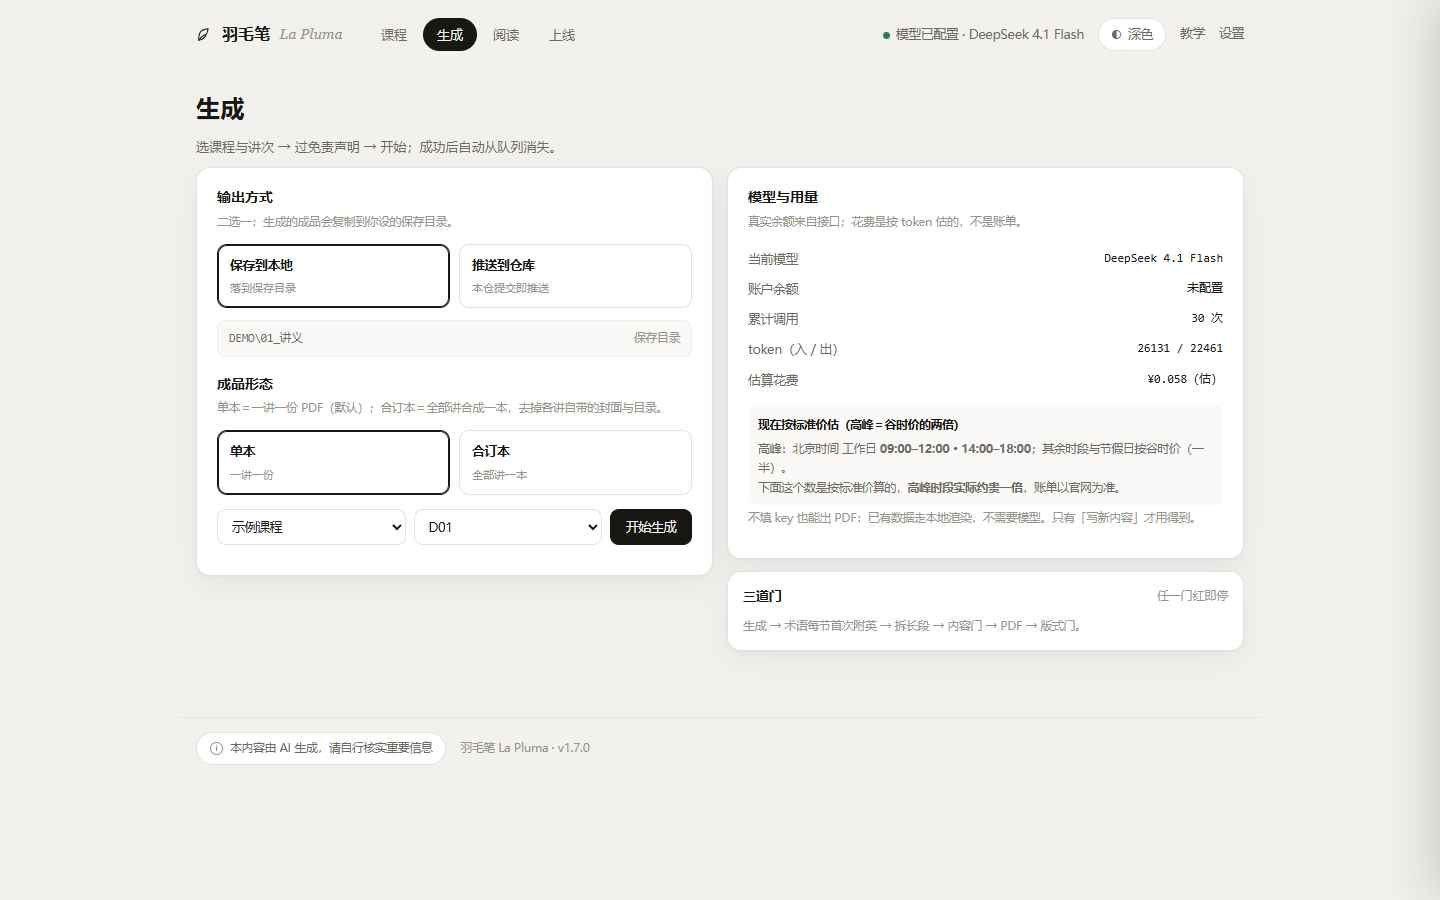 羽毛笔 La Pluma 课程 生成 阅读 上线 模型已配置 · DeepSeek 4.1 Flash 深色 教学 设置
生成
选课程与讲次 → 过免责声明 → 开始；成功后自动从队列消失。
输出方式
二选一；生成的成品会复制到你设的保存目录。
保存到本地
落到保存目录
推送到仓库
本仓提交即推送
DEMO\01_讲义 保存目录
成品形态
单本＝一讲一份 PDF（默认）；合订本＝全部讲合成一本，去掉各讲自带的封面与目录。
单本
一讲一份
合订本
全部讲一本
示例课程 D01 开始生成
模型与用量
真实余额来自接口；花费是按 token 估的，不是账单。
当前模型 DeepSeek 4.1 Flash
账户余额 未配置
累计调用 30 次
token（入 / 出） 26131 / 22461
估算花费 ¥0.058（估）
现在按标准价估（高峰＝谷时价的两倍）
高峰：北京时间 工作日 09:00–12:00・14:00–18:00；其余时段与节假日按谷时价（一
半）。
下面这个数是按标准价算的，高峰时段实际约贵一倍，账单以官网为准。
不填 key 也能出 PDF：已有数据走本地渲染，不需要模型。只有「写新内容」才用得到。
三道门 任一门红即停
生成 → 术语每节首次附英 → 拆长段 → 内容门 → PDF → 版式门。
本内容由 AI 生成，请自行核实重要信息 羽毛笔 La Pluma · v1.7.0